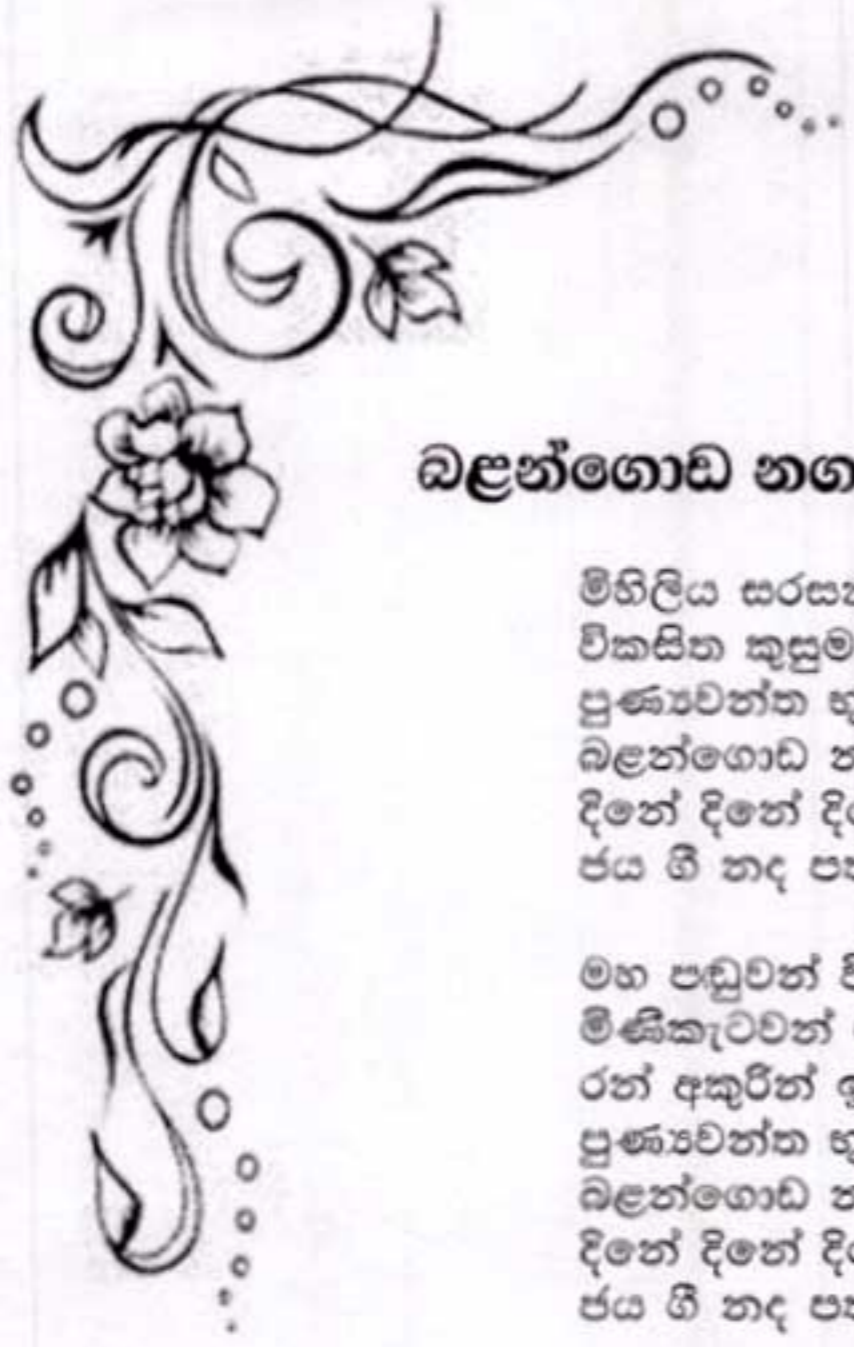 බළන්ගොඩ නග
මිහිලිය සරස
විකසිත කුසුම
පුණ්‍යවන්ත භූ
බළන්ගොඩ න
දිනේ දිනේ දි
ජය ගී නද ප
මහ පඬුවන් වි
මිණිකැටවන්
රන් අකුරින් ඉ
පුණ්‍යවන්ත භූ
බළන්ගොඩ න
දිනේ දිනේ දි
ජය ගී නද ප